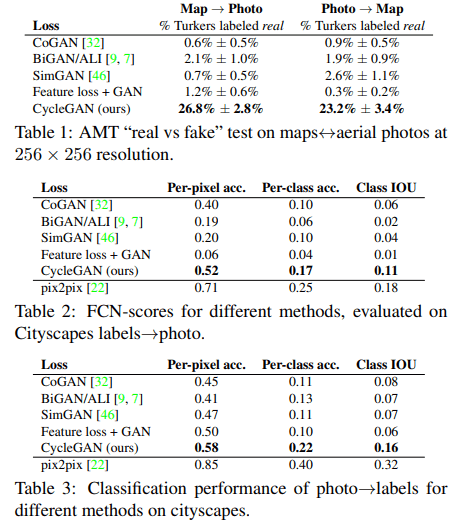 Map → Photo Photo → Map
Loss % Turkers labeled real % Turkers labeled real
CoGAN [32] 0.6% ± 0.5% 0.9% ± 0.5%
BiGAN/ALI [9, 7] 2.1% ± 1.0% 1.9% ± 0.9%
SimGAN [46] 0.7% ± 0.5% 2.6% ± 1.1%
Feature loss + GAN 1.2% ± 0.6% 0.3% ± 0.2%
CycleGAN (ours) 26.8% ± 2.8% 23.2% ± 3.4%
Table 1: AMT “real vs fake” test on maps↔aerial photos at
256 × 256 resolution.
Loss Per-pixel acc. Per-class acc. Class IOU
CoGAN [32] 0.40 0.10 0.06
BiGAN/ALI [9, 7] 0.19 0.06 0.02
SimGAN [46] 0.20 0.10 0.04
Feature loss + GAN 0.06 0.04 0.01
CycleGAN (ours) 0.52 0.17 0.11
pix2pix [22] 0.71 0.25 0.18
Table 2: FCN-scores for different methods, evaluated on
Cityscapes labels→photo.
Loss Per-pixel acc. Per-class acc. Class IOU
CoGAN [32] 0.45 0.11 0.08
BiGAN/ALI [9, 7] 0.41 0.13 0.07
SimGAN [46] 0.47 0.11 0.07
Feature loss + GAN 0.50 0.10 0.06
CycleGAN (ours) 0.58 0.22 0.16
pix2pix [22] 0.85 0.40 0.32
Table 3: Classification performance of photo→labels for
different methods on cityscapes.